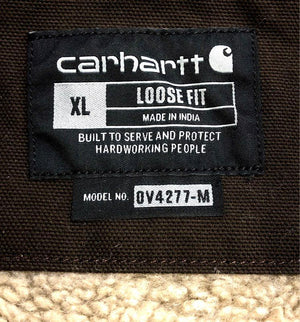 carhartt
XL LOOSE FIT
MADE IN INDIA
BUILT TO SERVE AND PROTECT
HARDWORKING PEOPLE
MODEL NO. OV4277-M